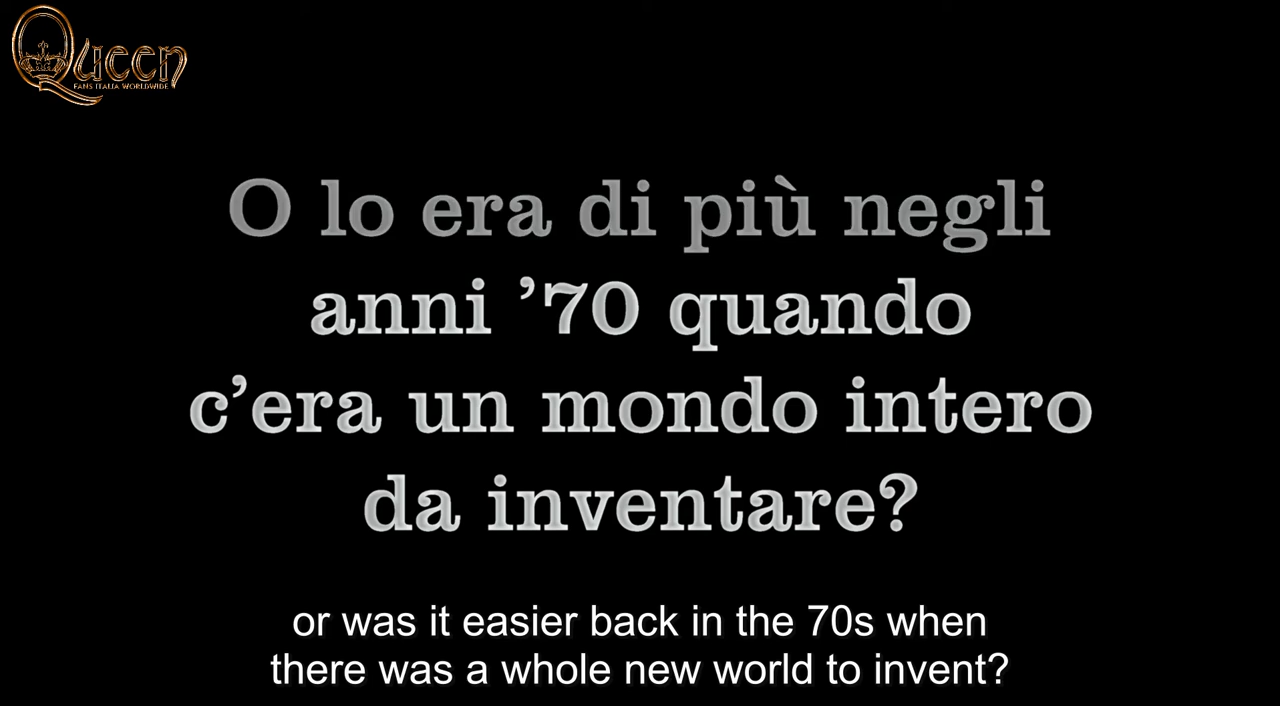 Queen
FANS ITALIA WORLDWIDE
O lo era di più negli
anni ’70 quando
c’era un mondo intero
da inventare?
or was it easier back in the 70s when
there was a whole new world to invent?